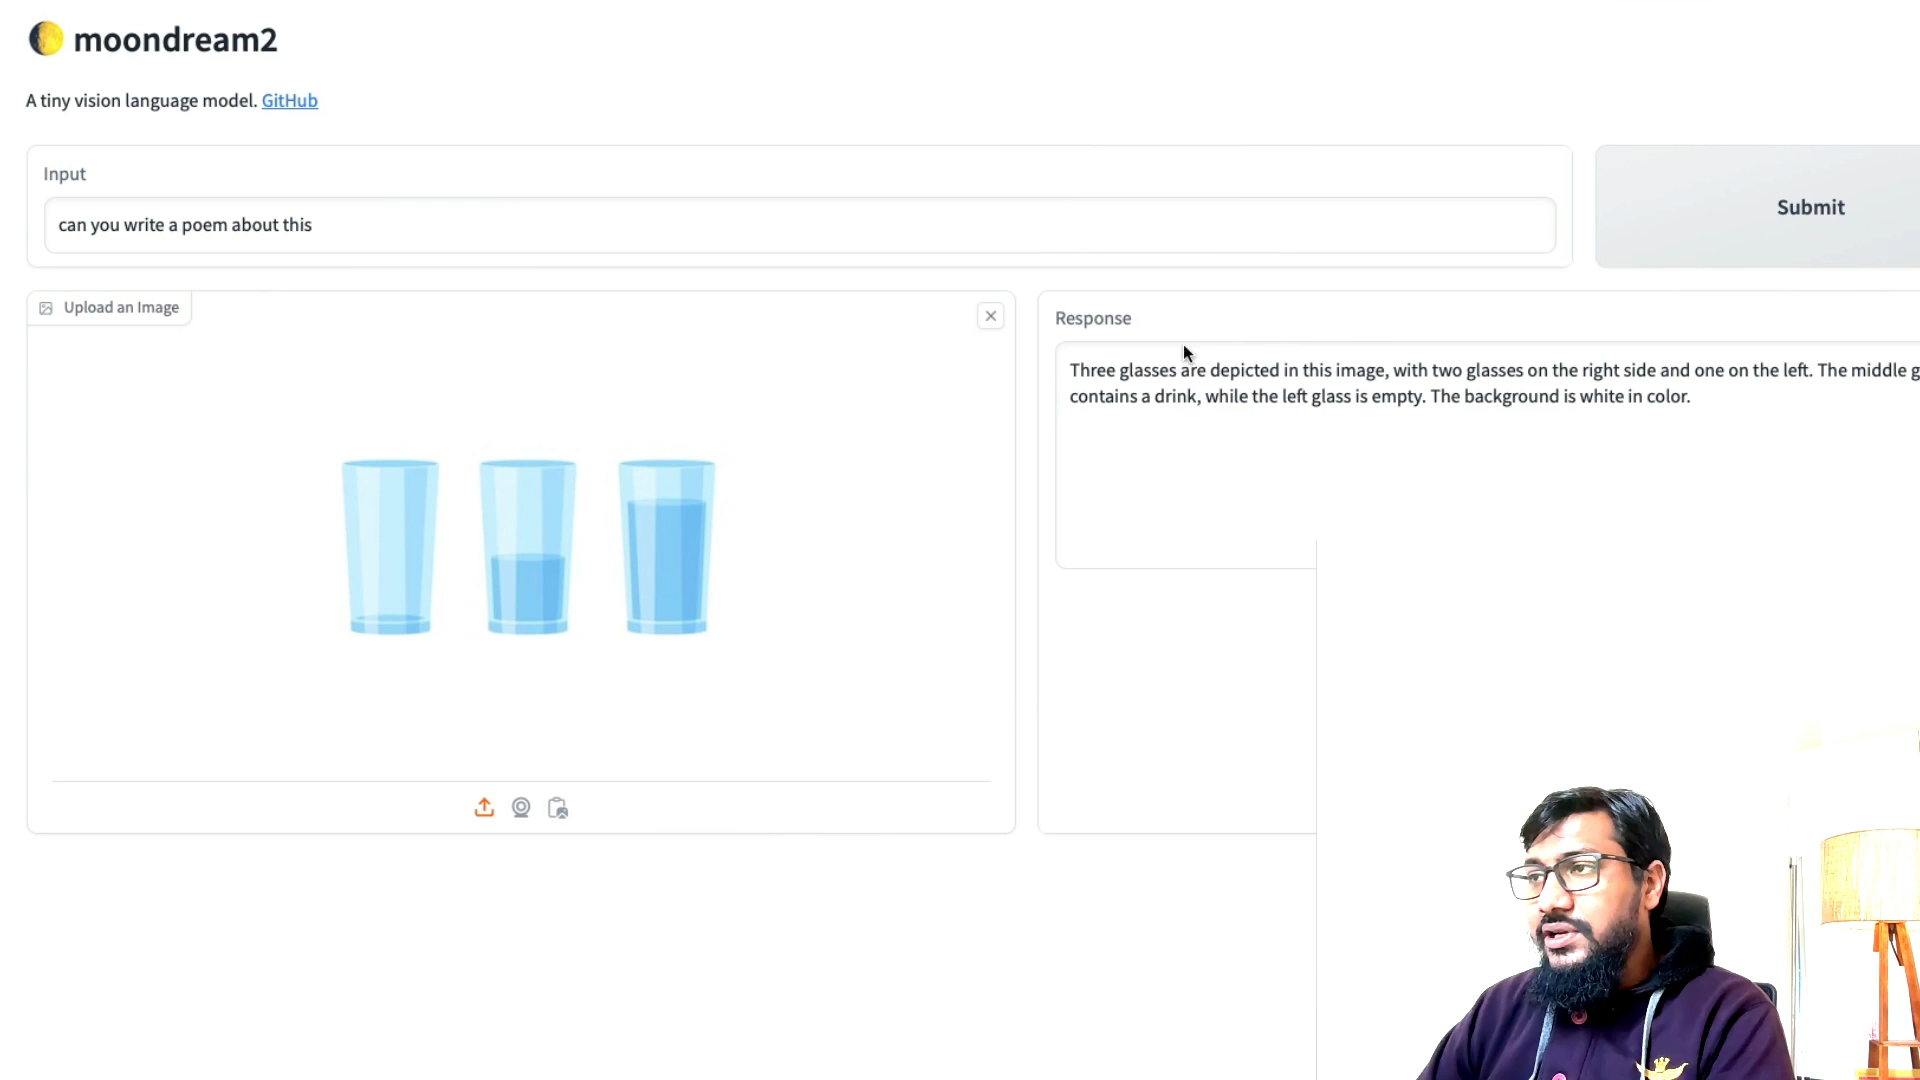 moondream2
A tiny vision language model. GitHub
Input
can you write a poem about this
Submit
Upload an Image
Response
Three glasses are depicted in this image, with two glasses on the right side and one on the left. The middle
contains a drink, while the left glass is empty. The background is white in color.